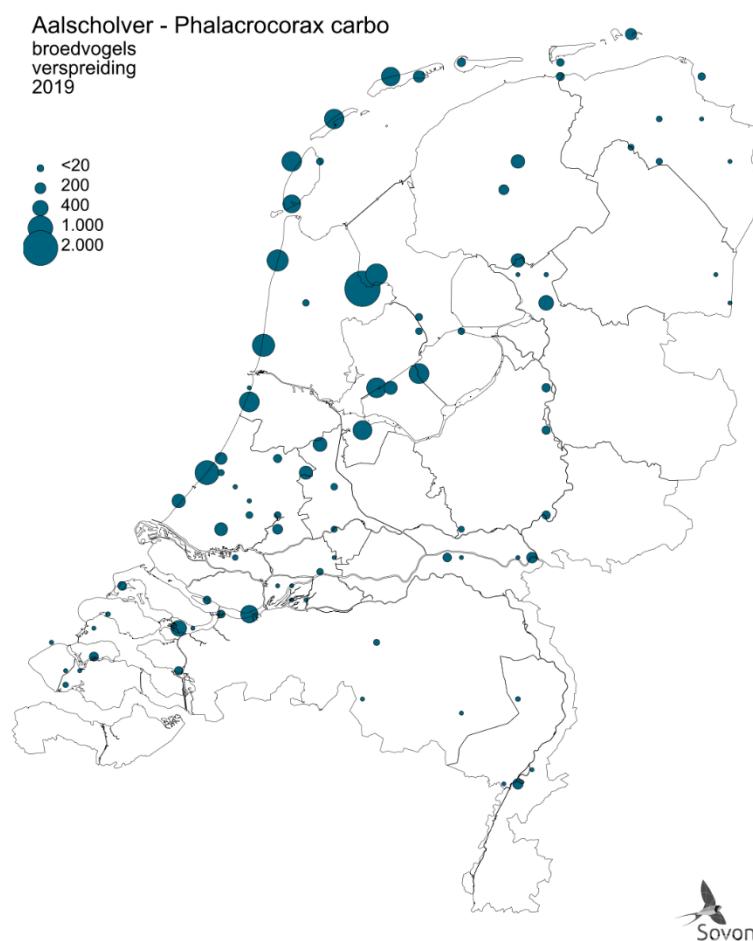 Aalscholver - Phalacrocorax carbo
broedvogels
verspreiding
2019
<20
200
400
1.000
2.000
Sovon